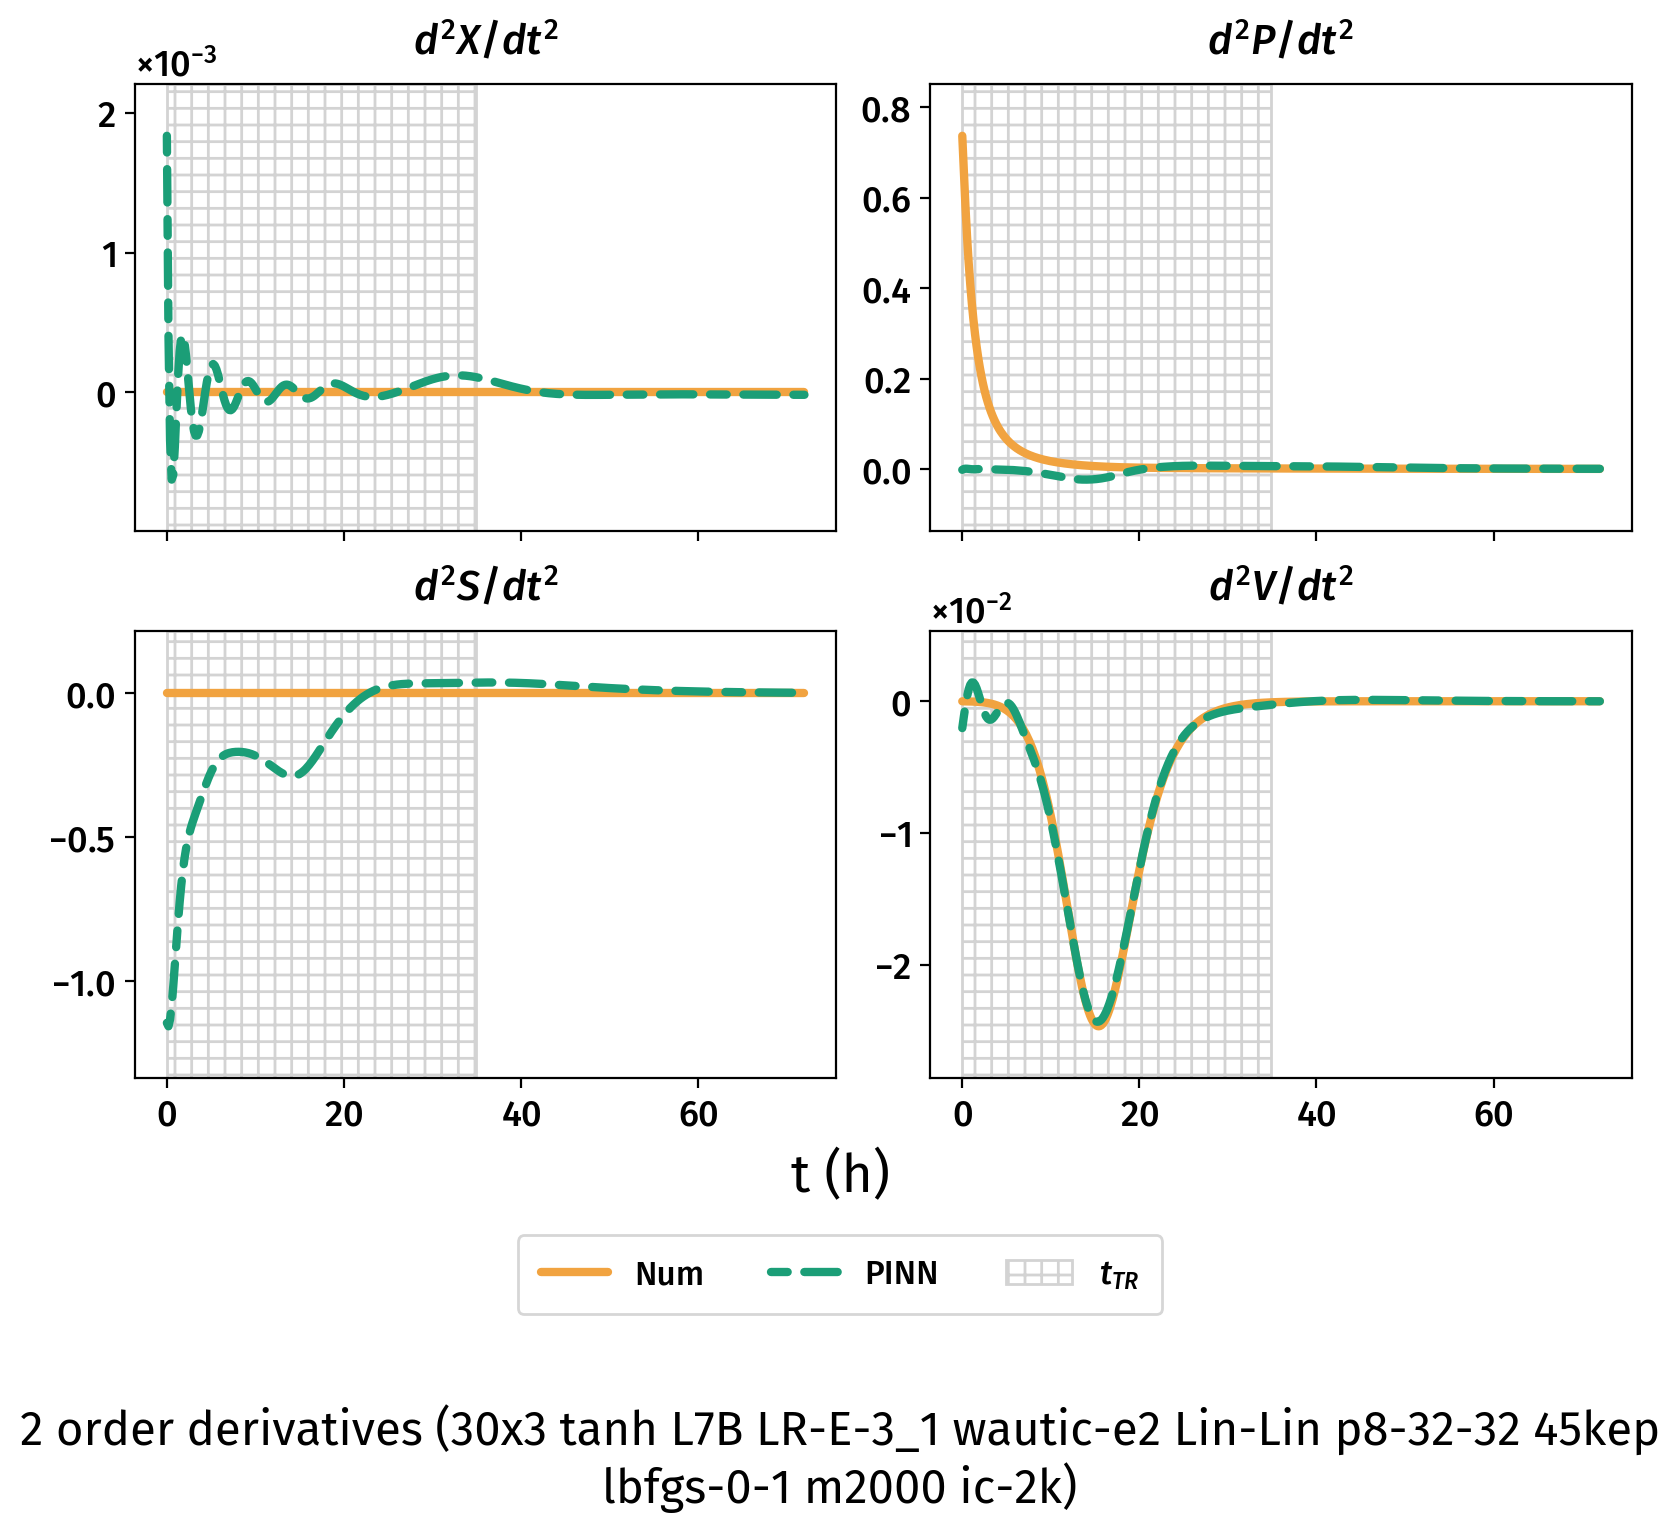 d²X/dt²
×10⁻³
2
1
0
d²P/dt²
0.8
0.6
0.4
0.2
0.0
d²S/dt²
0.0
−0.5
−1.0
0 20 40 60
d²V/dt²
×10⁻²
0
−1
−2
0 20 40 60
t (h)
Num PINN t_TR
2 order derivatives (30x3 tanh L7B LR-E-3_1 wautic-e2 Lin-Lin p8-32-32 45kep
lbfgs-0-1 m2000 ic-2k)